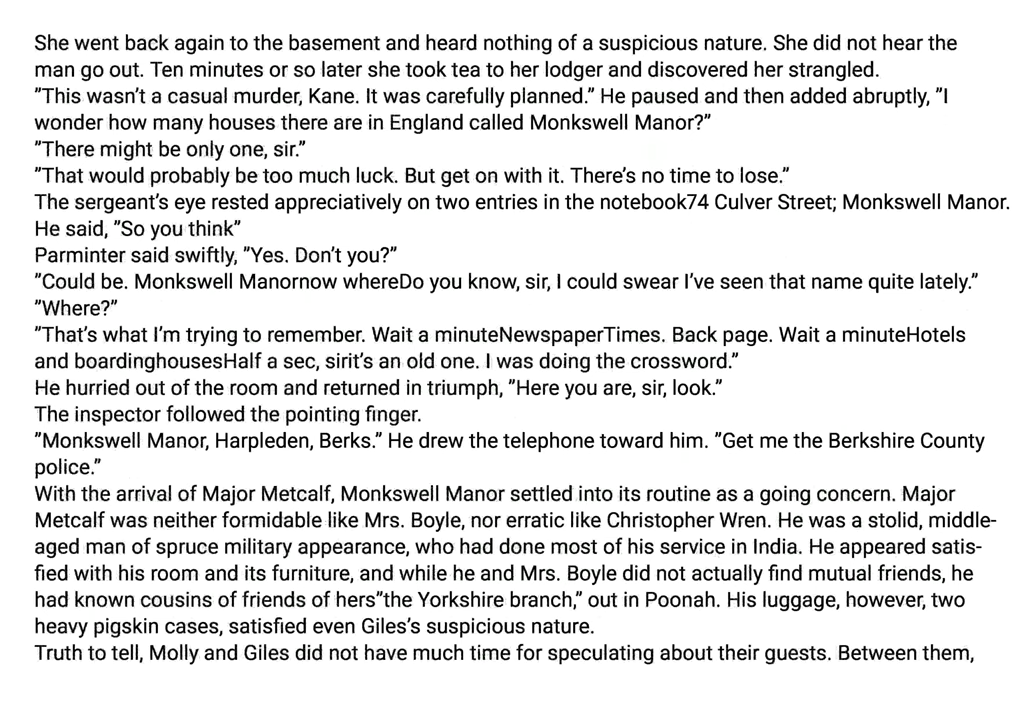 She went back again to the basement and heard nothing of a suspicious nature. She did not hear the
man go out. Ten minutes or so later she took tea to her lodger and discovered her strangled.
”This wasn’t a casual murder, Kane. It was carefully planned.” He paused and then added abruptly, ”I
wonder how many houses there are in England called Monkswell Manor?”
”There might be only one, sir.”
”That would probably be too much luck. But get on with it. There’s no time to lose.”
The sergeant’s eye rested appreciatively on two entries in the notebook74 Culver Street; Monkswell Manor.
He said, ”So you think”
Parminter said swiftly, ”Yes. Don’t you?”
”Could be. Monkswell Manornow whereDo you know, sir, I could swear I’ve seen that name quite lately.”
”Where?”
”That’s what I’m trying to remember. Wait a minuteNewspaperTimes. Back page. Wait a minuteHotels
and boardinghousesHalf a sec, sirit’s an old one. I was doing the crossword.”
He hurried out of the room and returned in triumph, ”Here you are, sir, look.”
The inspector followed the pointing finger.
”Monkswell Manor, Harpleden, Berks.” He drew the telephone toward him. ”Get me the Berkshire County
police.”
With the arrival of Major Metcalf, Monkswell Manor settled into its routine as a going concern. Major
Metcalf was neither formidable like Mrs. Boyle, nor erratic like Christopher Wren. He was a stolid, middle-
aged man of spruce military appearance, who had done most of his service in India. He appeared satis-
fied with his room and its furniture, and while he and Mrs. Boyle did not actually find mutual friends, he
had known cousins of friends of hers”the Yorkshire branch,” out in Poonah. His luggage, however, two
heavy pigskin cases, satisfied even Giles’s suspicious nature.
Truth to tell, Molly and Giles did not have much time for speculating about their guests. Between them,